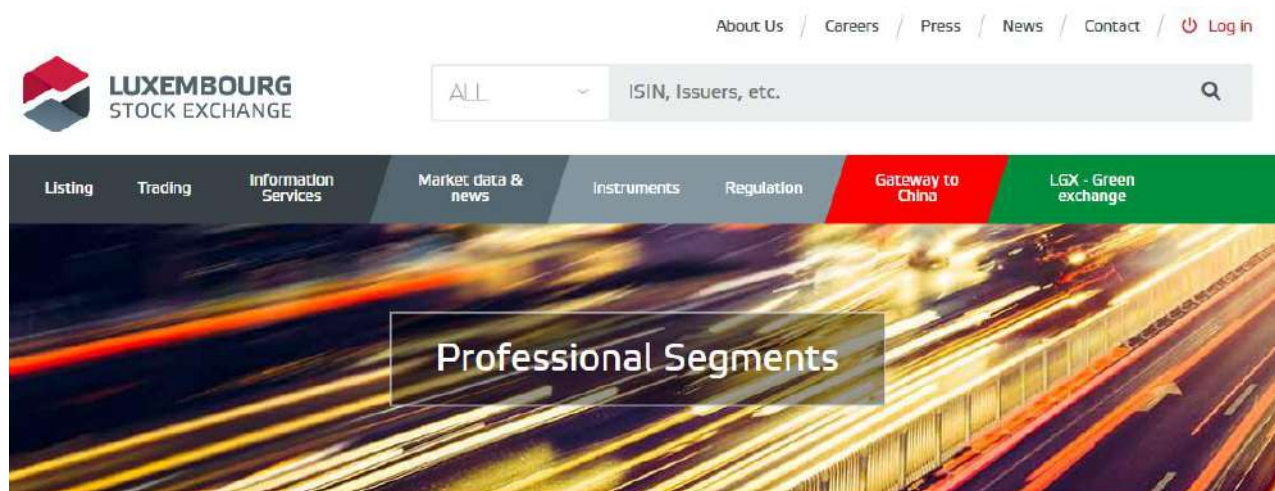 About Us / Careers / Press / News / Contact / Log in
LUXEMBOURG
STOCK EXCHANGE
ALL
ISIN, Issuers, etc.
Listing
Trading
Information
Services
Market data &
news
Instruments
Regulation
Gateway to
China
LGX - Green
exchange
Professional Segments